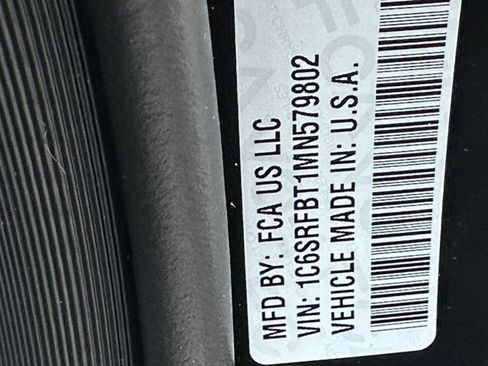 MFD BY: FCA US LLC
VIN: 1C6SRFBT1MN579802
VEHICLE MADE IN: U.S.A.